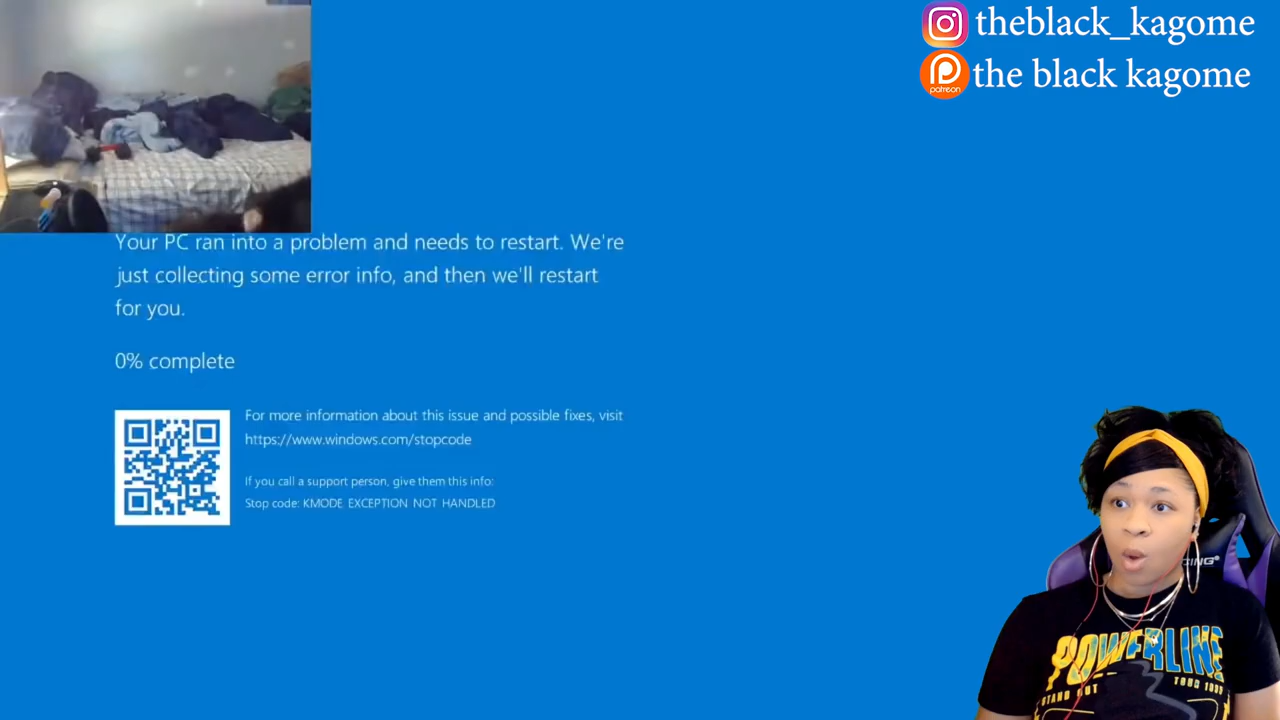 theblack_kagome
patreon
the black kagome
Your PC ran into a problem and needs to restart. We're
just collecting some error info, and then we'll restart
for you.
0% complete
For more information about this issue and possible fixes, visit
https://www.windows.com/stopcode
If you call a support person, give them this info:
Stop code: KMODE EXCEPTION NOT HANDLED
POWERLINE
STAND OUT